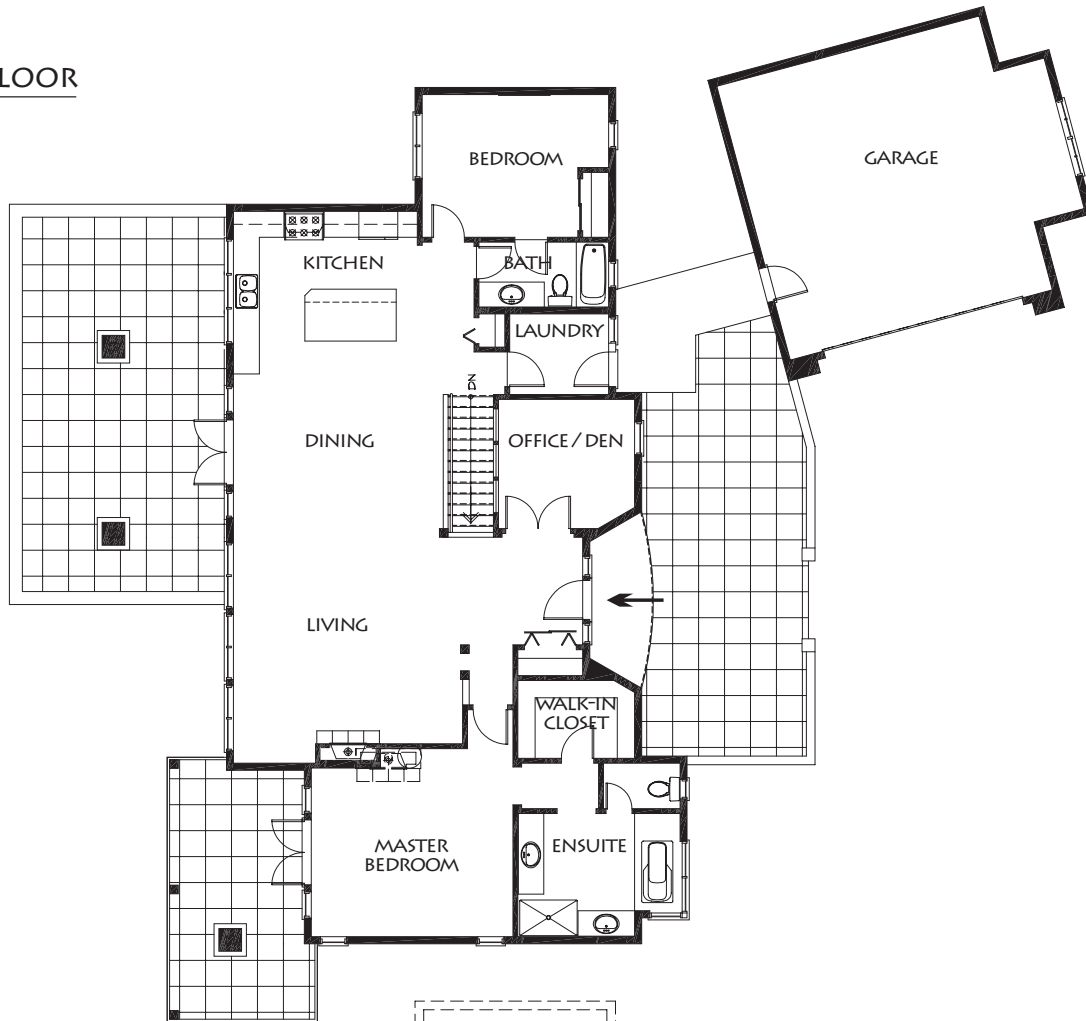 LOOR
BEDROOM
GARAGE
KITCHEN
BATH
LAUNDRY
DN
DINING
OFFICE/DEN
LIVING
WALK-IN
CLOSET
MASTER
BEDROOM
ENSUITE